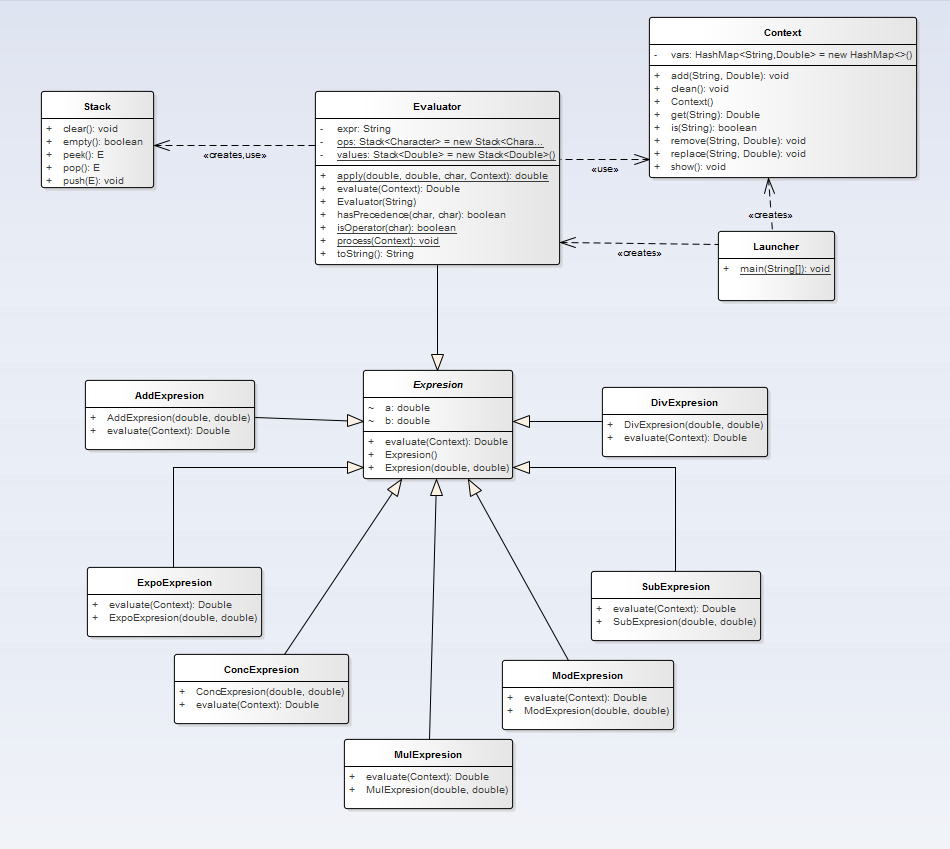 Context
- vars: HashMap<String,Double> = new HashMap<>()
+ add(String, Double): void
+ clean(): void
+ Context()
+ get(String): Double
+ is(String): boolean
+ remove(String, Double): void
+ replace(String, Double): void
+ show(): void
Stack
+ clear(): void
+ empty(): boolean
+ peek(): E
+ pop(): E
+ push(E): void
«creates,use»
Evaluator
- expr: String
- ops: Stack<Character> = new Stack<Chara...
- values: Stack<Double> = new Stack<Double>()
+ apply(double, double, char, Context): double
+ evaluate(Context): Double
+ Evaluator(String)
+ hasPrecedence(char, char): boolean
+ isOperator(char): boolean
+ process(Context): void
+ toString(): String
«use»
«creates»
«creates»
Launcher
+ main(String[]): void
Expresion
~ a: double
~ b: double
+ evaluate(Context): Double
+ Expresion()
+ Expresion(double, double)
AddExpresion
+ AddExpresion(double, double)
+ evaluate(Context): Double
DivExpresion
+ DivExpresion(double, double)
+ evaluate(Context): Double
ExpoExpresion
+ evaluate(Context): Double
+ ExpoExpresion(double, double)
SubExpresion
+ evaluate(Context): Double
+ SubExpresion(double, double)
ConcExpresion
+ ConcExpresion(double, double)
+ evaluate(Context): Double
ModExpresion
+ evaluate(Context): Double
+ ModExpresion(double, double)
MulExpresion
+ evaluate(Context): Double
+ MulExpresion(double, double)